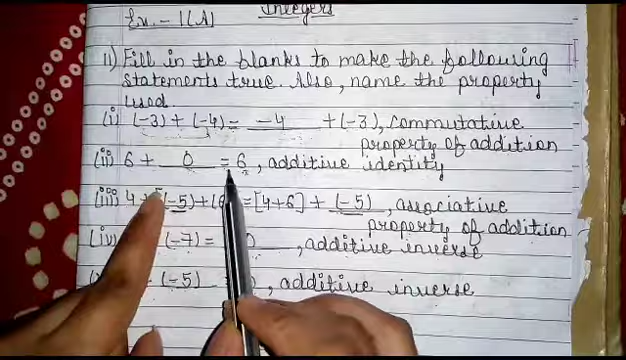 Ex. - 1(A) Integers
1) Fill in the blanks to make the following
statements true. Also, name the property
used.
(i) (-3) + (-4) = -4 + (-3), commutative
property of addition
(ii) 6 + 0 = 6, additive identity
(iii) 4 + (-5) + = [4+6] + (-5), associative
property of addition
(iv) (-7) = 0, additive inverse
(-5) , additive inverse